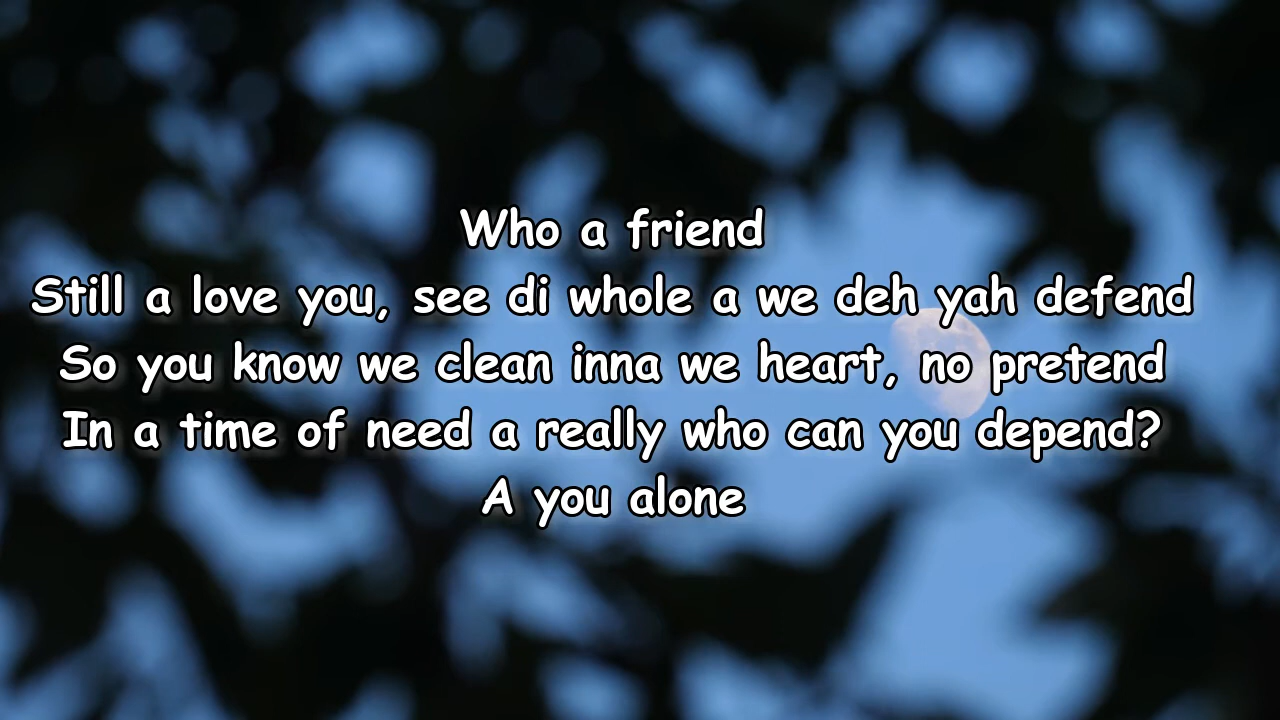 Who a friend
Still a love you, see di whole a we deh yah defend
So you know we clean inna we heart, no pretend
In a time of need a really who can you depend?
A you alone